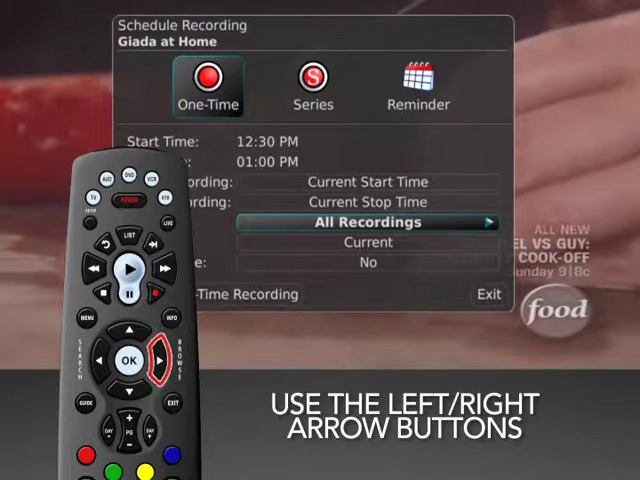 Schedule Recording
Giada at Home
One-Time
Series
Reminder
Start Time: 12:30 PM
: 01:00 PM
ording: Current Start Time
ording: Current Stop Time
All Recordings
Current
e: No
-Time Recording
Exit
ALL NEW
EL VS GUY:
COOK-OFF
unday 9|8c
food
AUD
DVD
VCR
TV
POWER
STB
SETUP
LIVE
LIST
MENU
INFO
SEARCH
OK
BROWSE
GUIDE
EXIT
+
DAY -
PG
DAY +
-
USE THE LEFT/RIGHT
ARROW BUTTONS